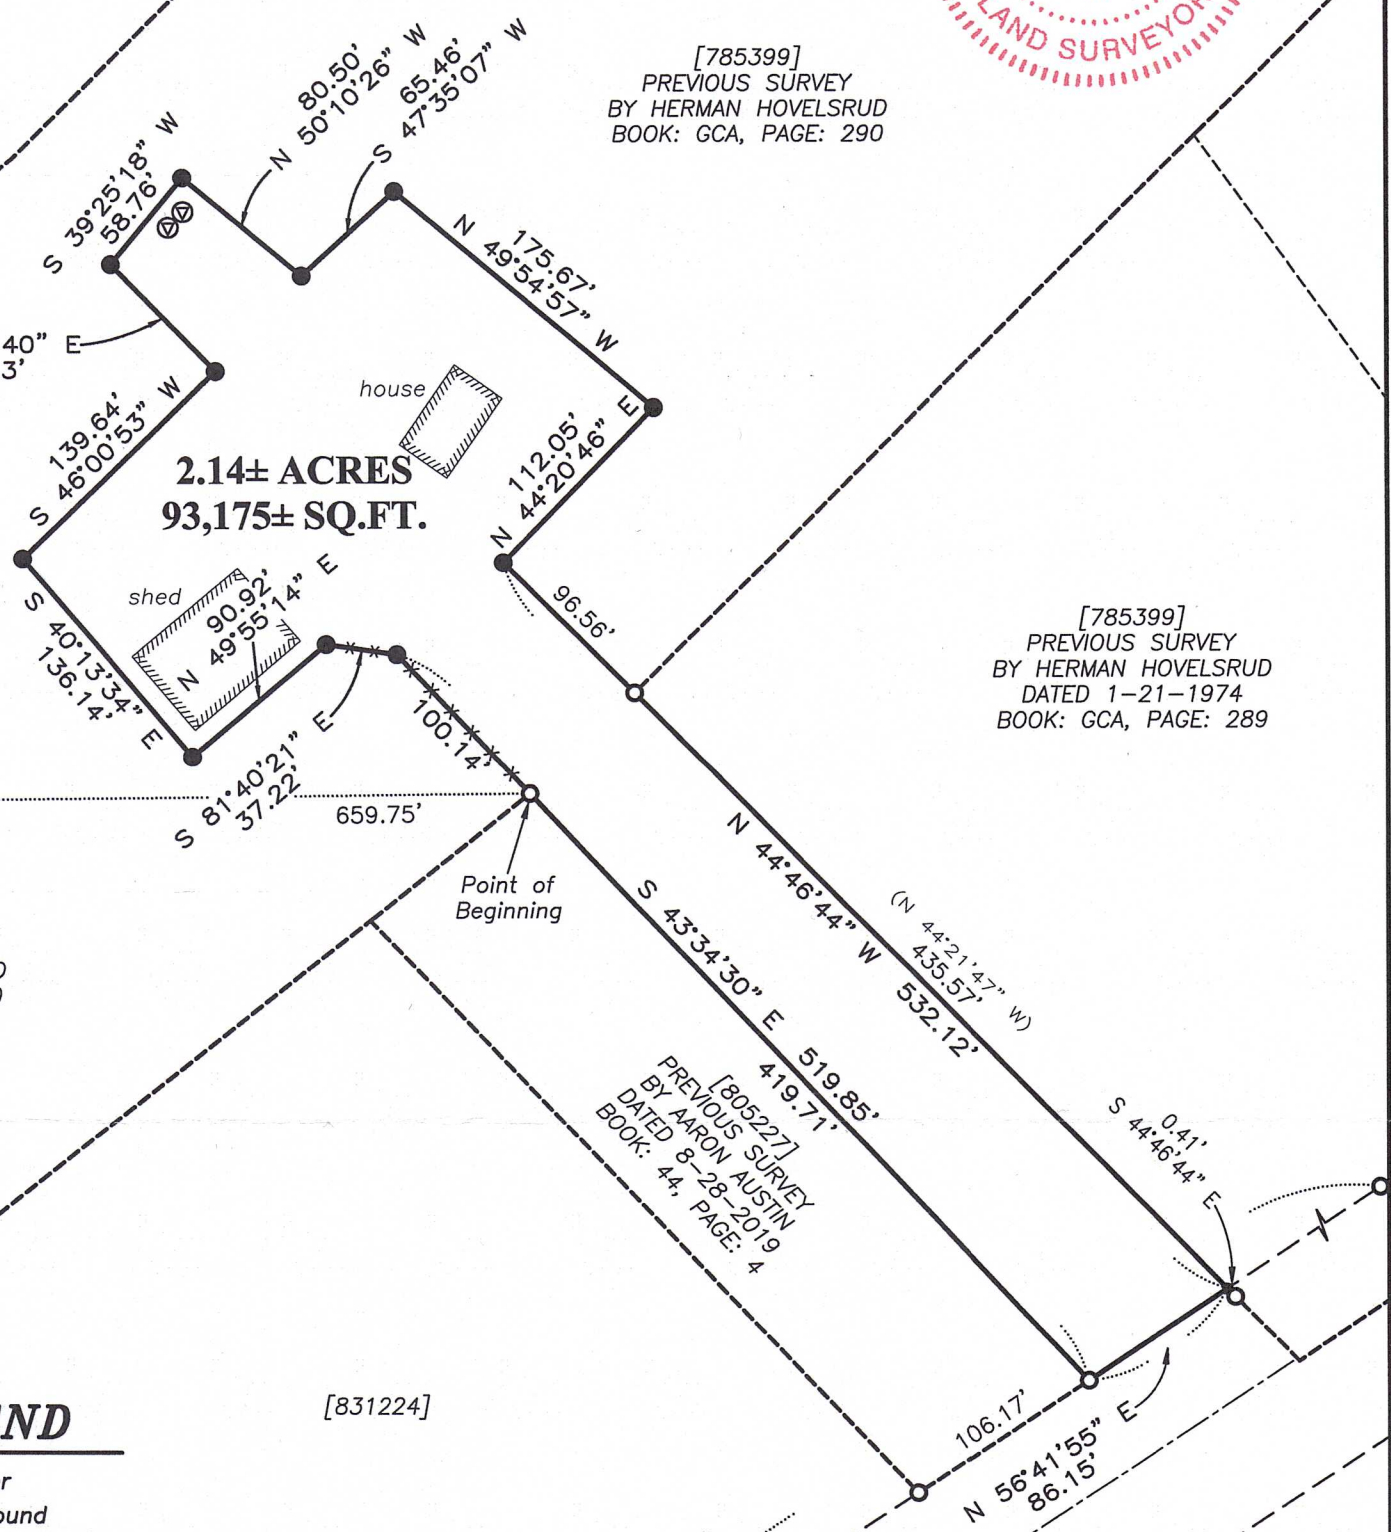 LAND SURVEYOR
80.50'
N 50°10'26" W
65.46'
S 47°35'07" W
[785399]
PREVIOUS SURVEY
BY HERMAN HOVELSRUD
BOOK: GCA, PAGE: 290
S 39°25'18" W
58.76'
175.67'
N 49°54'57" W
40" E
3'
house
139.64'
S 46°00'53" W
112.05'
N 44°20'46" E
2.14± ACRES
93,175± SQ.FT.
shed
90.92'
N 49°55'14" E
96.56'
S 40°13'34" E
136.14'
[785399]
PREVIOUS SURVEY
BY HERMAN HOVELSRUD
DATED 1-21-1974
BOOK: GCA, PAGE: 289
100.14'
S 81°40'21" E
37.22'
659.75'
Point of
Beginning
N 44°46'44" W 532.12'
(N 44°21'47" W)
435.57'
S 43°34'30" E 519.85'
419.71'
[805227]
PREVIOUS SURVEY
BY AARON AUSTIN
DATED 8-28-2019
BOOK: 44, PAGE: 4
0.41'
S 44°46'44" E
[831224]
106.17'
N 56°41'55" E
86.15'
ND
r
ound